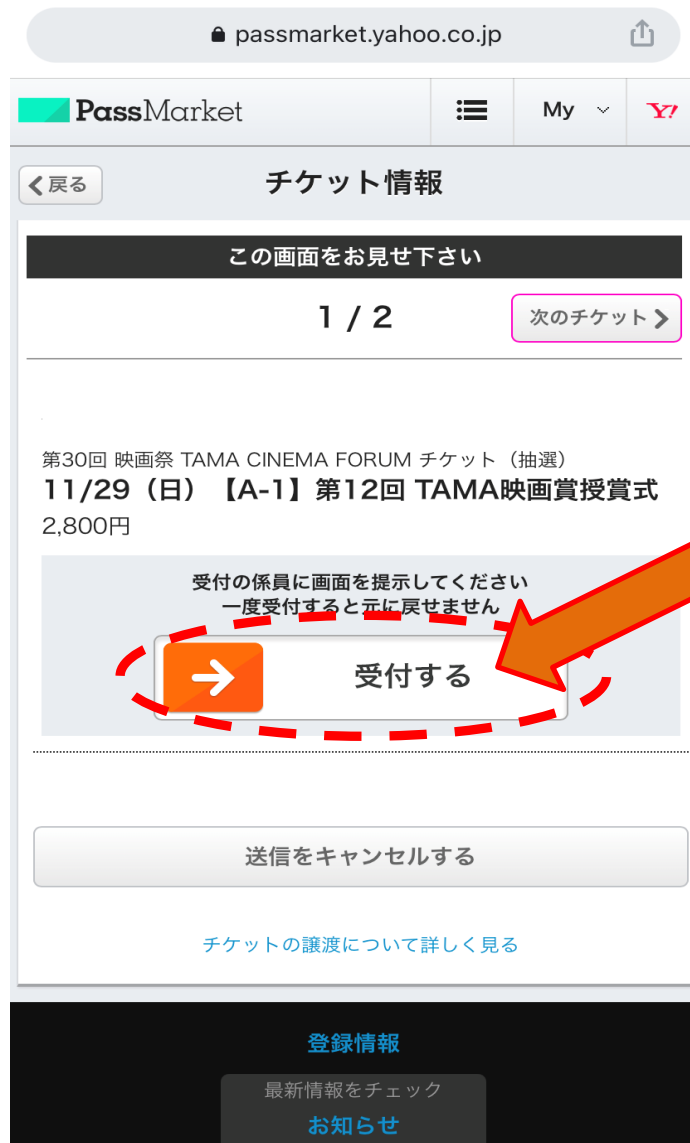 passmarket.yahoo.co.jp
PassMarket
My
Y!
戻る
チケット情報
この画面をお見せ下さい
1 / 2
次のチケット
第30回 映画祭 TAMA CINEMA FORUM チケット（抽選）
11/29（日）【A-1】第12回 TAMA映画賞授賞式
2,800円
受付の係員に画面を提示してください
一度受付すると元に戻せません
受付する
送信をキャンセルする
チケットの譲渡について詳しく見る
登録情報
最新情報をチェック
お知らせ